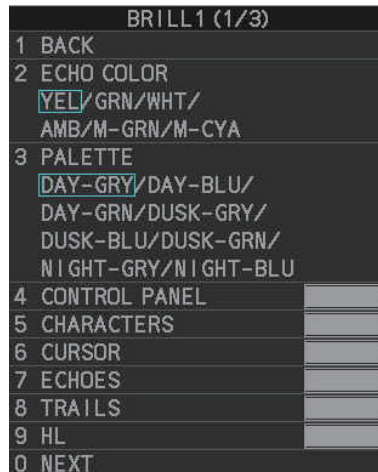 BRILL1 (1/3)
1 BACK
2 ECHO COLOR
YEL/GRN/WHT/
AMB/M-GRN/M-CYA
3 PALETTE
DAY-GRY/DAY-BLU/
DAY-GRN/DUSK-GRY/
DUSK-BLU/DUSK-GRN/
NIGHT-GRY/NIGHT-BLU
4 CONTROL PANEL
5 CHARACTERS
6 CURSOR
7 ECHOES
8 TRAILS
9 HL
0 NEXT